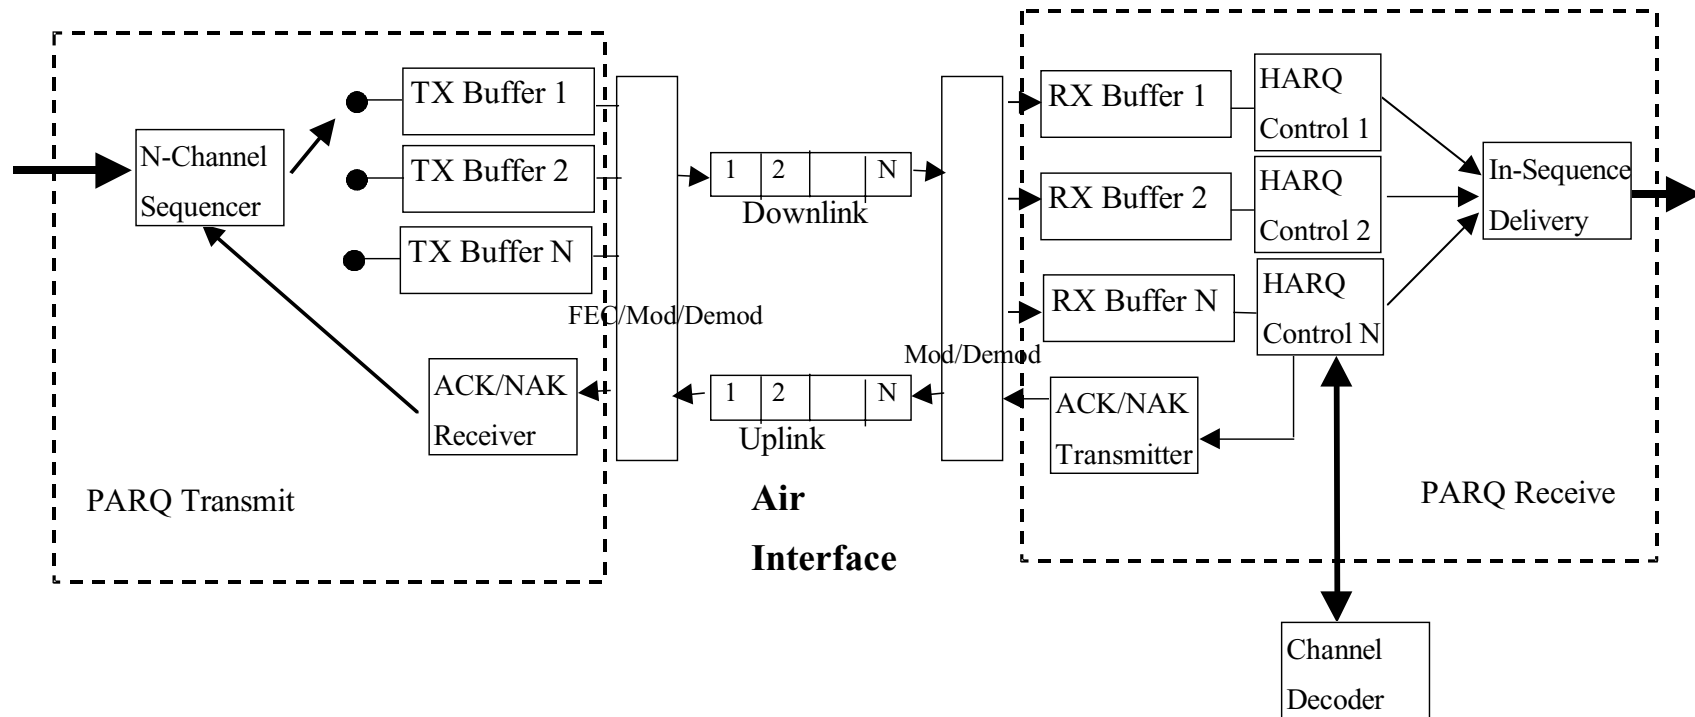 N-Channel
Sequencer
TX Buffer 1
TX Buffer 2
TX Buffer N
ACK/NAK
Receiver
PARQ Transmit
FEC/Mod/Demod
1 2 N
Downlink
1 2 N
Uplink
Air
Interface
Mod/Demod
RX Buffer 1
RX Buffer 2
RX Buffer N
HARQ
Control 1
HARQ
Control 2
HARQ
Control N
In-Sequence
Delivery
ACK/NAK
Transmitter
PARQ Receive
Channel
Decoder